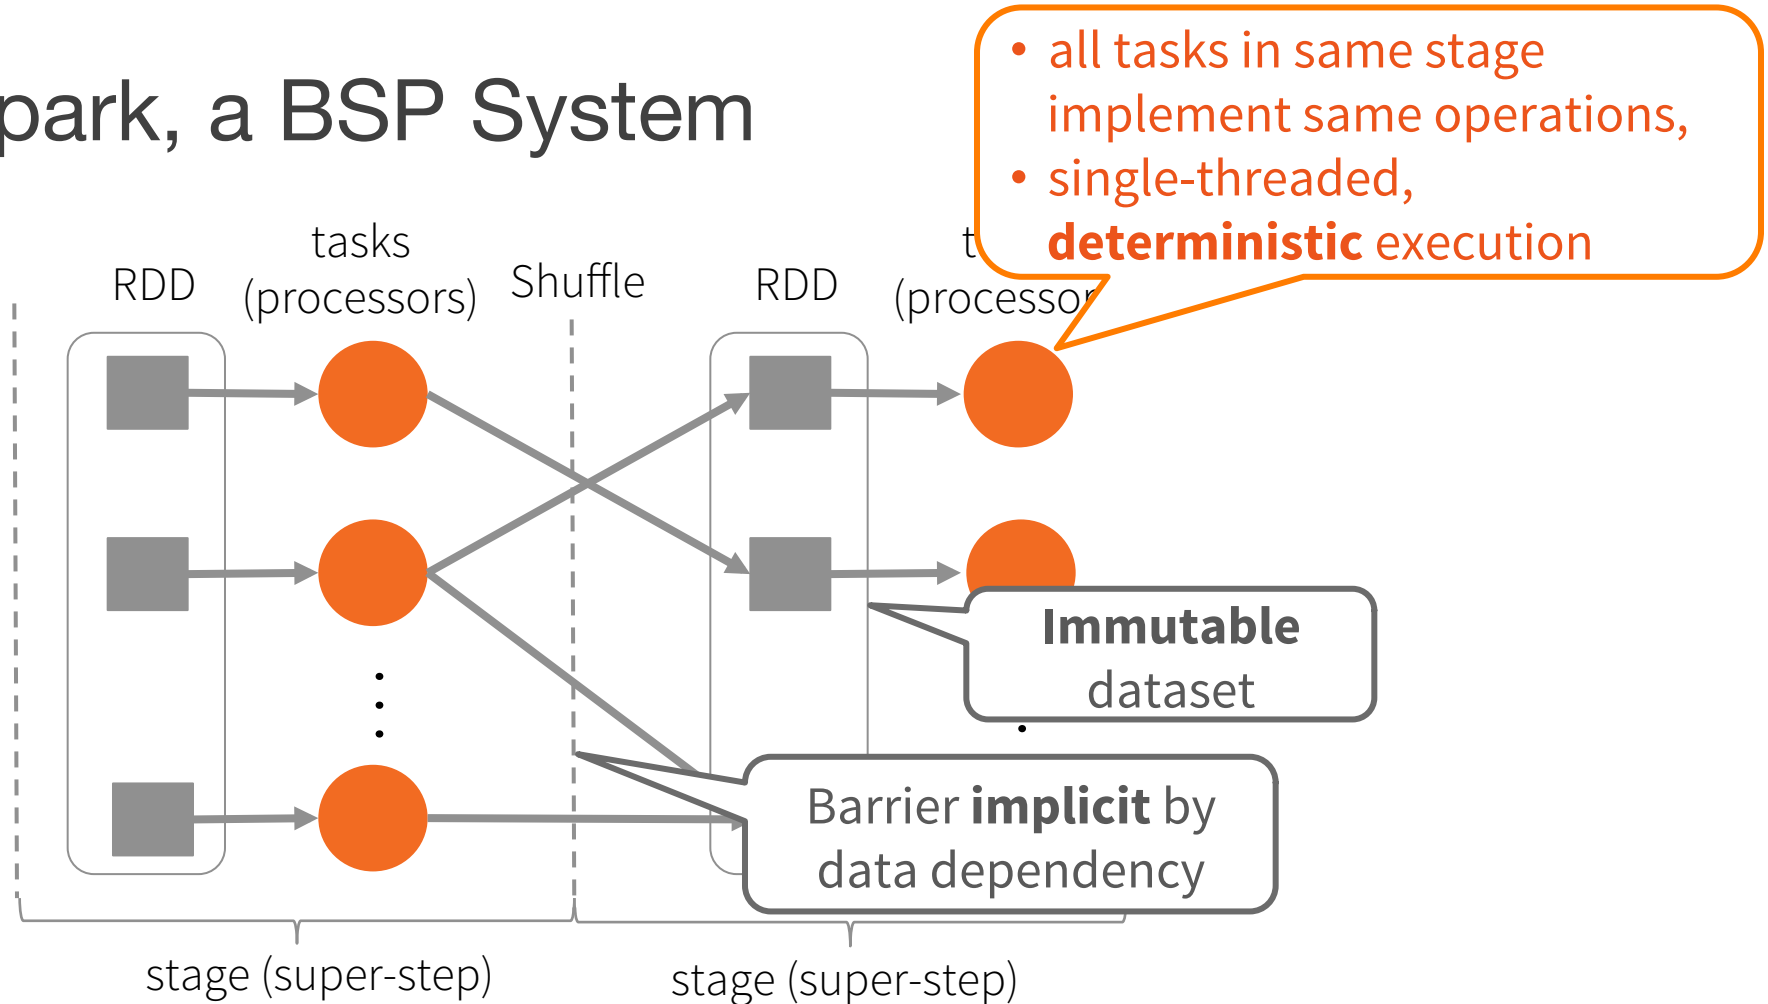 park, a BSP System
• all tasks in same stage
implement same operations,
• single-threaded,
deterministic execution
RDD
tasks
(processors)
Shuffle
RDD
t
(processor
Immutable
dataset
Barrier implicit by
data dependency
stage (super-step)
stage (super-step)